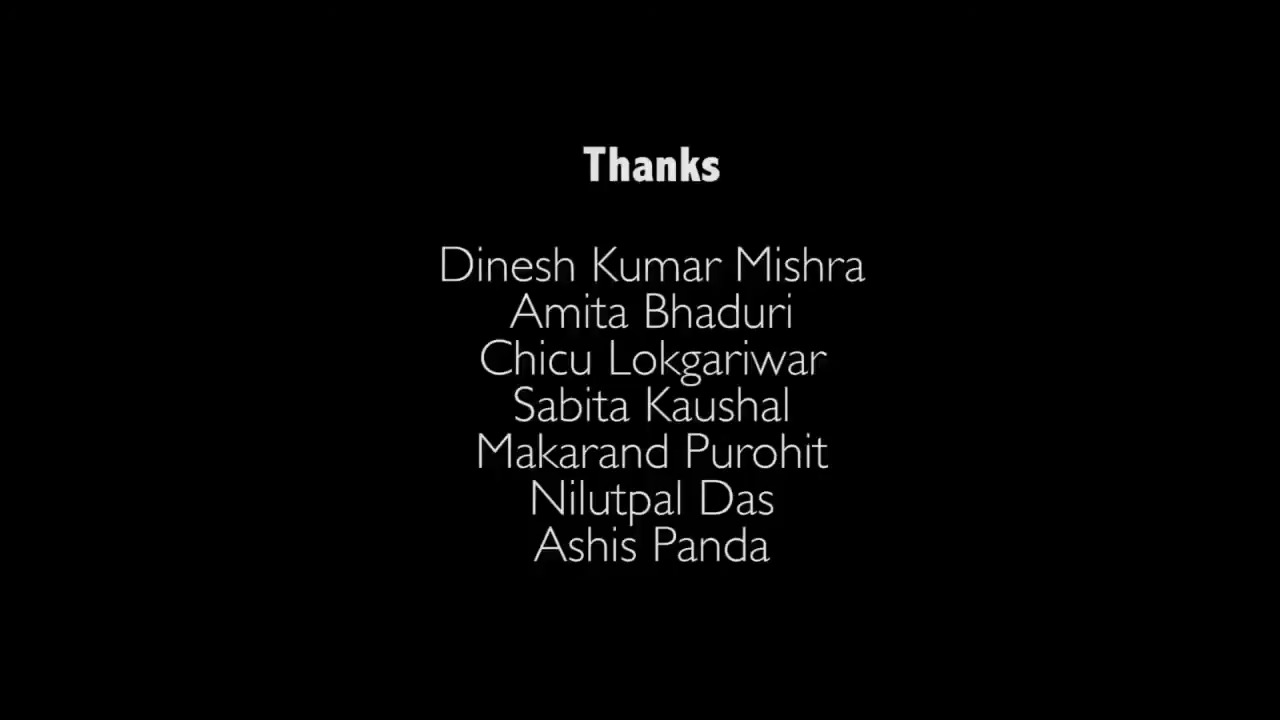 Thanks
Dinesh Kumar Mishra
Amita Bhaduri
Chicu Lokgariwar
Sabita Kaushal
Makarand Purohit
Nilutpal Das
Ashis Panda